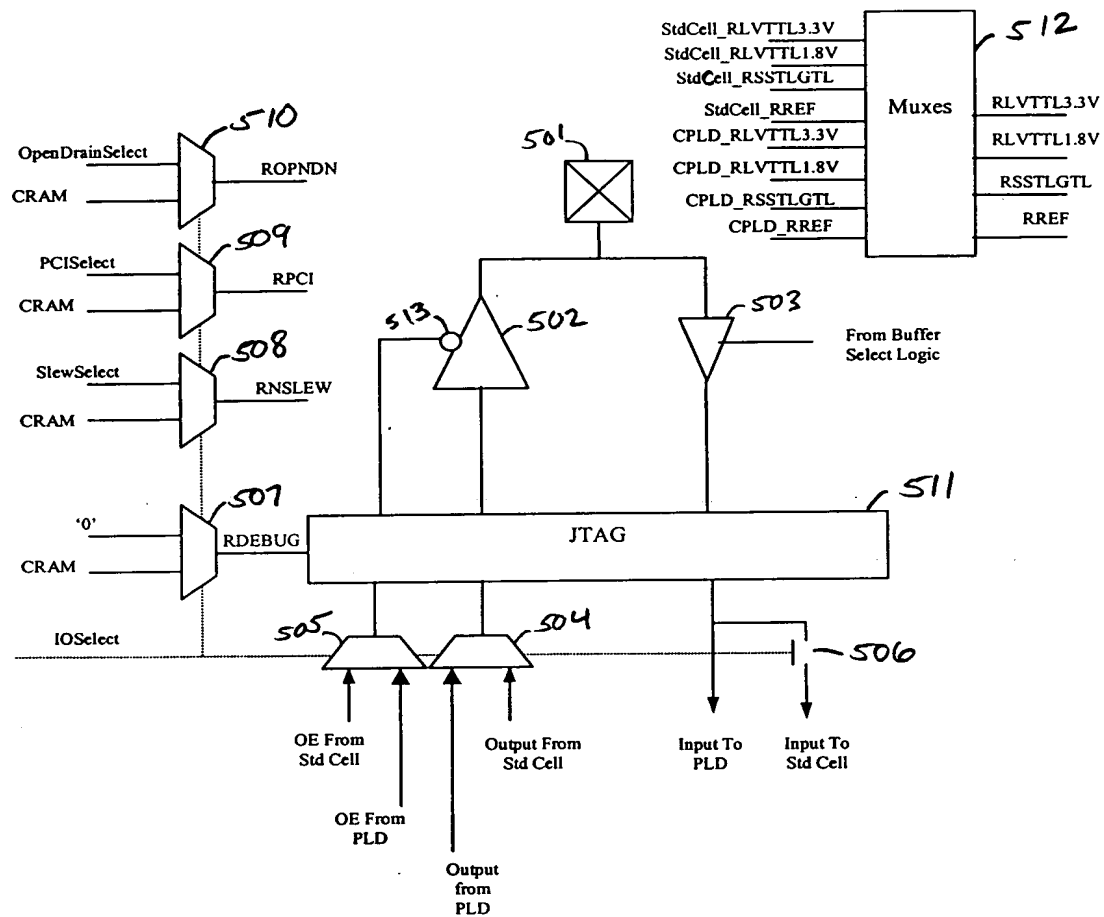 StdCell_RLVTTL3.3V
StdCell_RLVTTL1.8V
StdCell_RSSTLGTL
StdCell_RREF
CPLD_RLVTTL3.3V
CPLD_RLVTTL1.8V
CPLD_RSSTLGTL
CPLD_RREF
Muxes
512
RLVTTL3.3V
RLVTTL1.8V
RSSTLGTL
RREF
510
OpenDrainSelect
CRAM
ROPNDN
501
509
PCISelect
CRAM
RPCI
508
SlewSelect
CRAM
RNSLEW
513
502
503
From Buffer
Select Logic
507
'0'
CRAM
RDEBUG
JTAG
511
IOSelect
505
504
506
OE From
Std Cell
Output From
Std Cell
Input To
PLD
Input To
Std Cell
OE From
PLD
Output
from
PLD